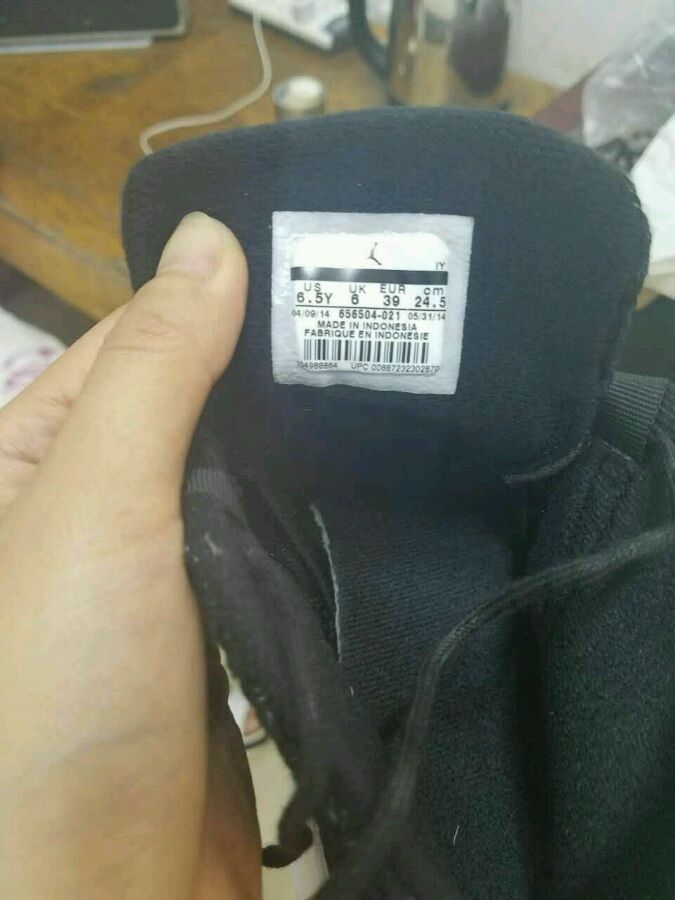 IY
US UK EUR cm
6.5Y 6 39 24.5
04/09/14 656504-021 05/31/14
MADE IN INDONESIA
FABRIQUE EN INDONESIE
UPC 00887232302870